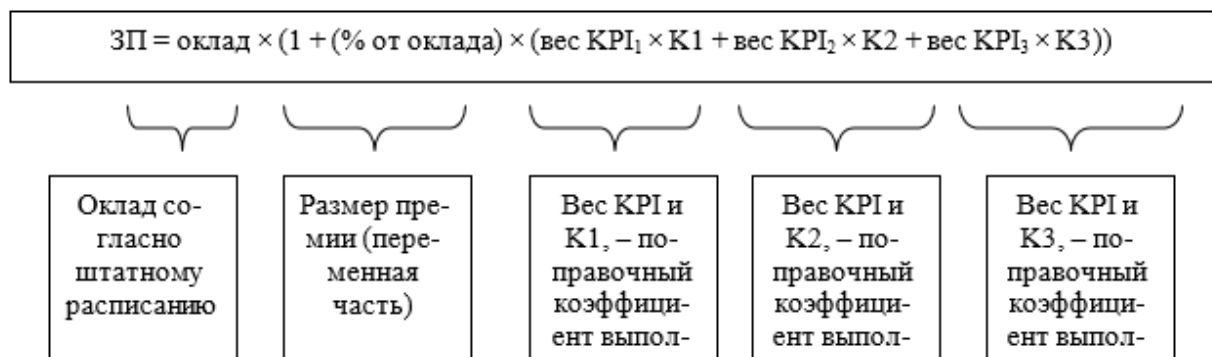 ЗП = оклад × (1 + (% от оклада) × (вес KPI₁ × K1 + вес KPI₂ × K2 + вес KPI₃ × K3))
Оклад со-
гласно
штатному
расписанию
Размер пре-
мии (пере-
менная
часть)
Вес KPI и
K1, – по-
правочный
коэффици-
ент выпол-
Вес KPI и
K2, – по-
правочный
коэффици-
ент выпол-
Вес KPI и
K3, – по-
правочный
коэффици-
ент выпол-